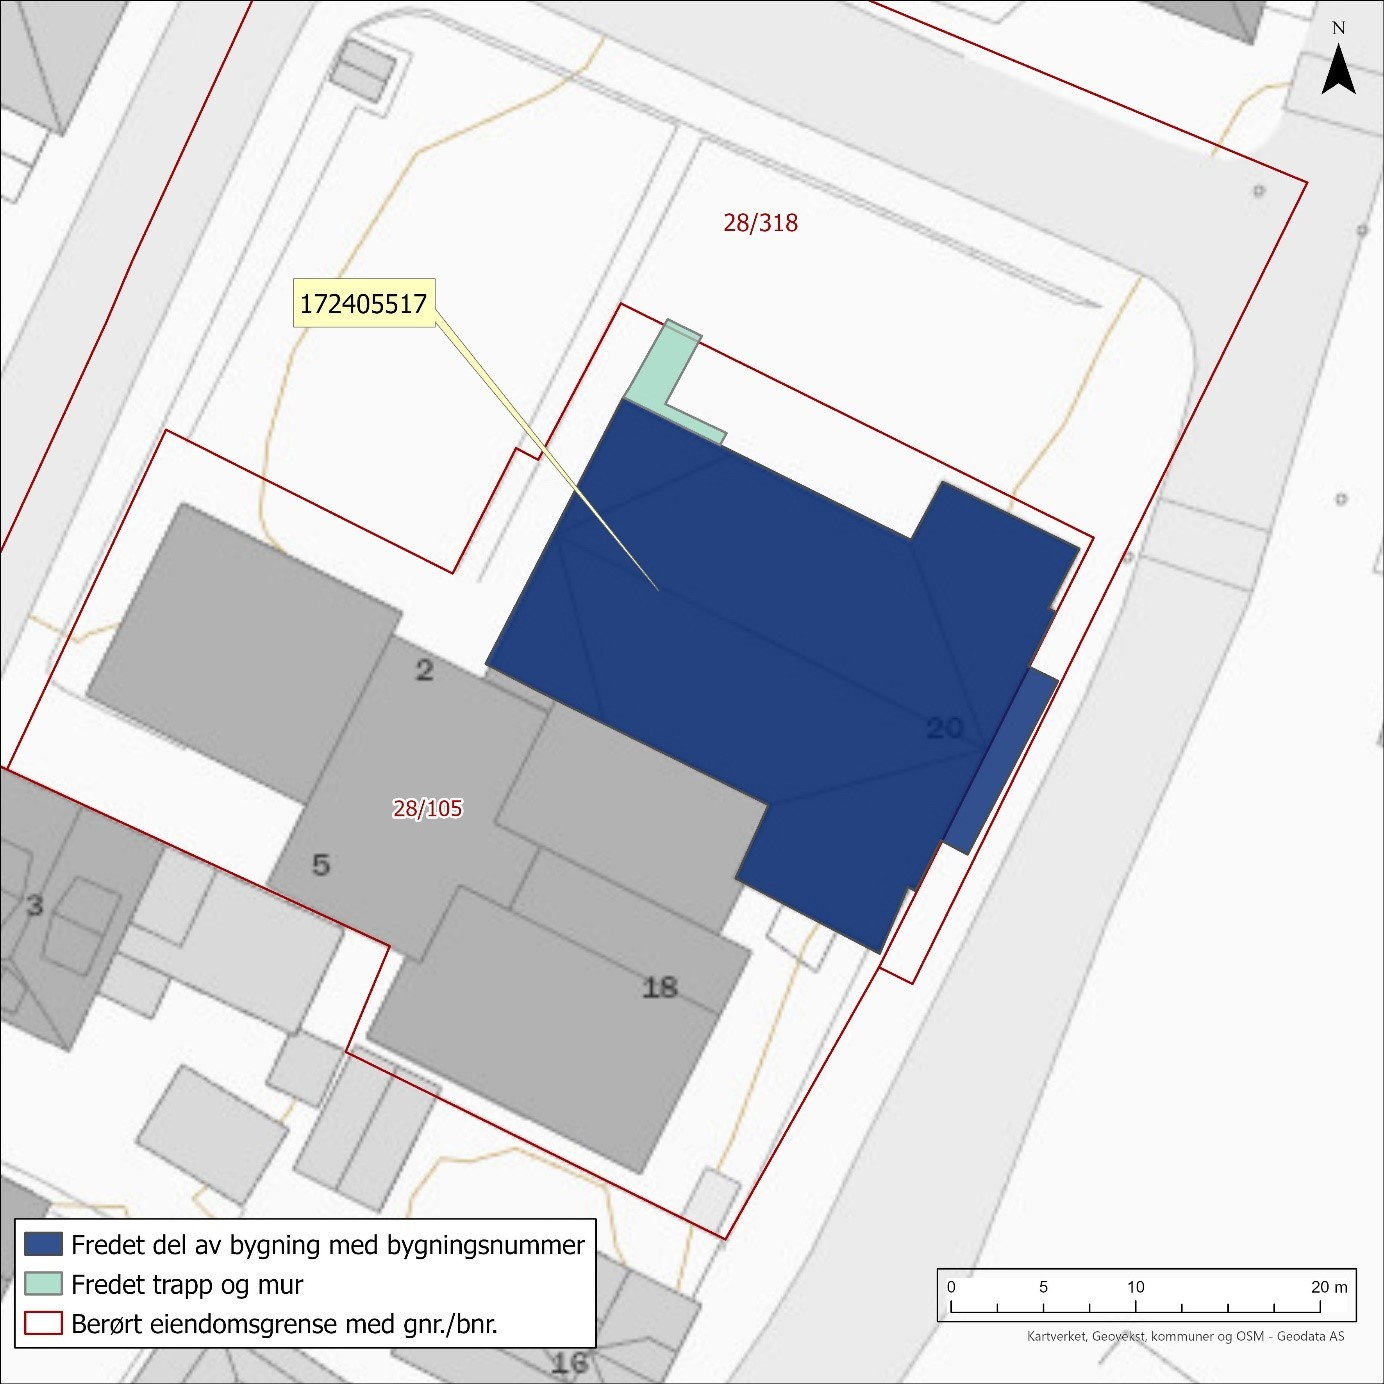 N
28/318
172405517
2
20
28/105
5
3
18
Fredet del av bygning med bygningsnummer
Fredet trapp og mur
Berørt eiendomsgrense med gnr./bnr.
0 5 10 20 m
Kartverket, Geovekst, kommuner og OSM - Geodata AS
16